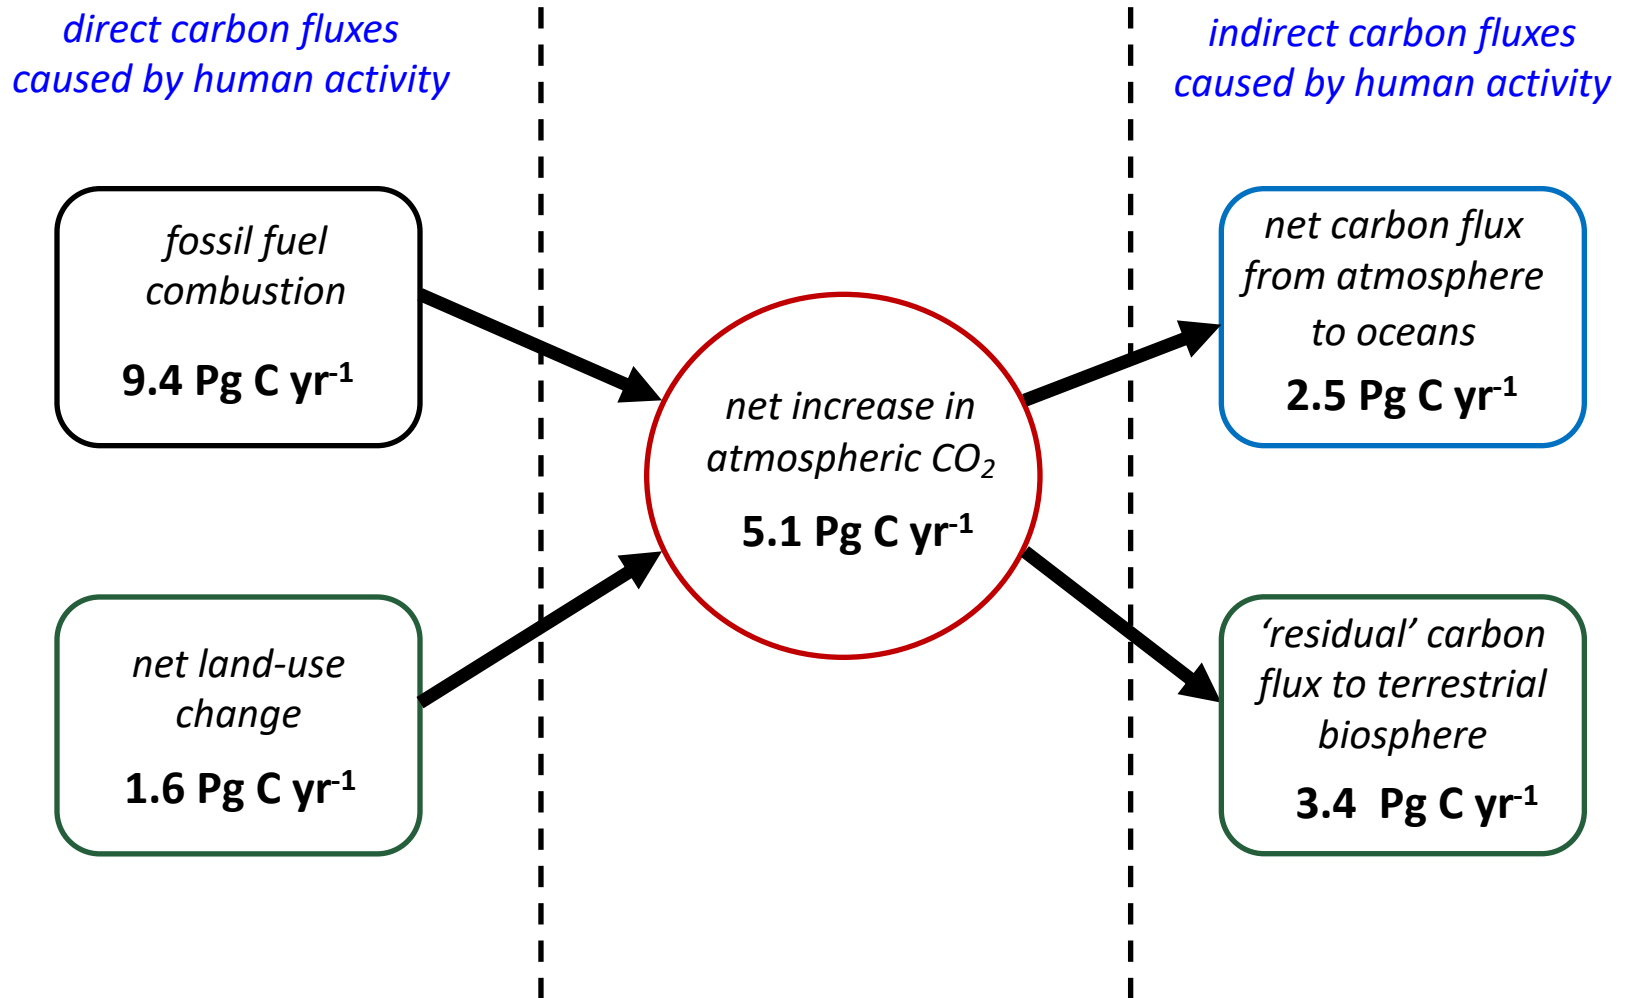 direct carbon fluxes
caused by human activity
indirect carbon fluxes
caused by human activity
fossil fuel
combustion
9.4 Pg C yr⁻¹
net land-use
change
1.6 Pg C yr⁻¹
net increase in
atmospheric CO₂
5.1 Pg C yr⁻¹
net carbon flux
from atmosphere
to oceans
2.5 Pg C yr⁻¹
‘residual’ carbon
flux to terrestrial
biosphere
3.4 Pg C yr⁻¹